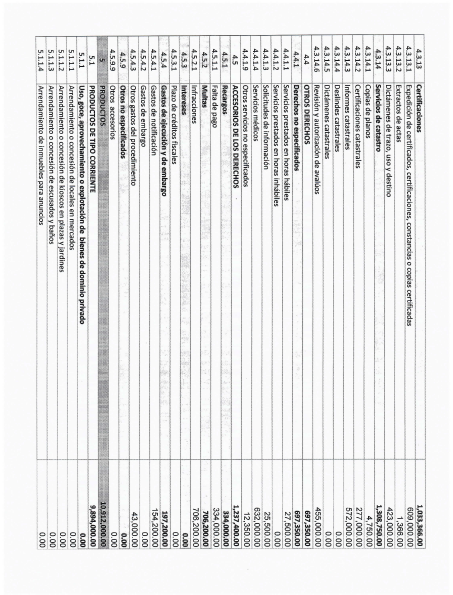 4.3.13 Certificaciones 1,033,366.00
4.3.13.1 Expedición de certificados, certificaciones, constancias o copias certificadas 609,000.00
4.3.13.2 Extractos de actas 1,366.00
4.3.13.3 Dictámenes de trazo, uso y destino 423,000.00
4.3.14 Servicios de catastro 1,308,750.00
4.3.14.1 Copias de planos 4,750.00
4.3.14.2 Certificaciones catastrales 277,000.00
4.3.14.3 Informes catastrales 572,000.00
4.3.14.4 Deslindes catastrales 0.00
4.3.14.5 Dictámenes catastrales 0.00
4.3.14.6 Revisión y autorización de avalúos 455,000.00
4.4 OTROS DERECHOS 697,350.00
4.4.1 Derechos no especificados 697,350.00
4.4.1.1 Servicios prestados en horas hábiles 27,500.00
4.4.1.2 Servicios prestados en horas inhábiles 0.00
4.4.1.3 Solicitudes de información 25,500.00
4.4.1.4 Servicios médicos 632,000.00
4.4.1.9 Otros servicios no especificados 12,350.00
4.5 ACCESORIOS DE LOS DERECHOS 1,237,400.00
4.5.1 Recargos 334,000.00
4.5.1.1 Falta de pago 334,000.00
4.5.2 Multas 706,200.00
4.5.2.1 Infracciones 706,200.00
4.5.3 Intereses 0.00
4.5.3.1 Plazo de créditos fiscales 0.00
4.5.4 Gastos de ejecución y de embargo 197,200.00
4.5.4.1 Gastos de notificación 154,200.00
4.5.4.2 Gastos de embargo 0.00
4.5.4.3 Otros gastos del procedimiento 43,000.00
4.5.9 Otros no especificados 0.00
4.5.9.9 Otros accesorios 0.00
5 PRODUCTOS 10,912,000.00
5.1 PRODUCTOS DE TIPO CORRIENTE 9,894,000.00
5.1.1 Uso, goce, aprovechamiento o explotación de bienes de dominio privado 0.00
5.1.1.1 Arrendamiento o concesión de locales en mercados 0.00
5.1.1.2 Arrendamiento o concesión de kioscos en plazas y jardines 0.00
5.1.1.3 Arrendamiento o concesión de escusados y baños 0.00
5.1.1.4 Arrendamiento de inmuebles para anuncios 0.00